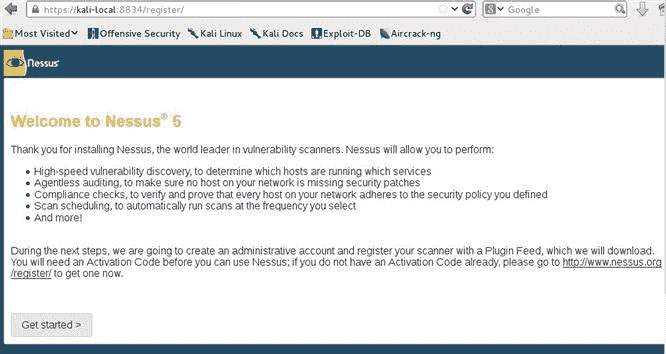 https://kali-local:8834/register/
Google
Most Visited Offensive Security Kali Linux Kali Docs Exploit-DB Aircrack-ng
Nessus
Welcome to Nessus® 5
Thank you for installing Nessus, the world leader in vulnerability scanners. Nessus will allow you to perform:
High-speed vulnerability discovery, to determine which hosts are running which services
Agentless auditing, to make sure no host on your network is missing security patches
Compliance checks, to verify and prove that every host on your network adheres to the security policy you defined
Scan scheduling, to automatically run scans at the frequency you select
And more!
During the next steps, we are going to create an administrative account and register your scanner with a Plugin Feed, which we will download.
You will need an Activation Code before you can use Nessus; if you do not have an Activation Code already, please go to http://www.nessus.org
/register/ to get one now.
Get started >